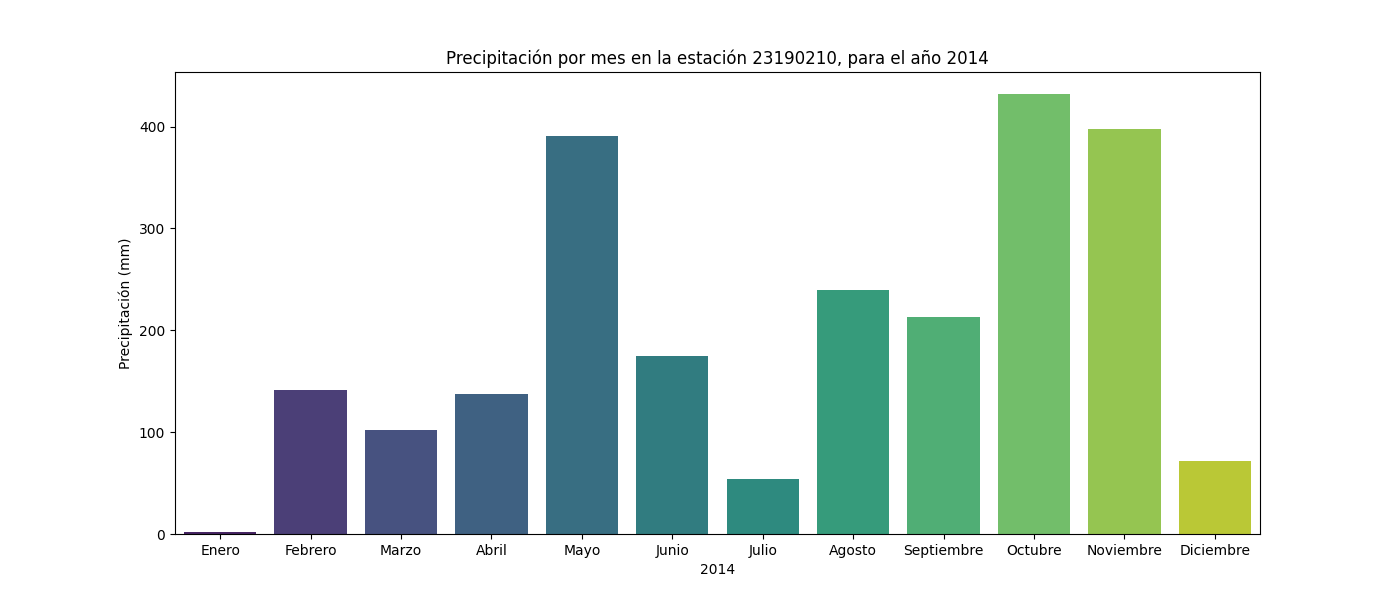 Precipitación por mes en la estación 23190210, para el año 2014
Precipitación (mm)
400
300
200
100
0
Enero Febrero Marzo Abril Mayo Junio Julio Agosto Septiembre Octubre Noviembre Diciembre
2014